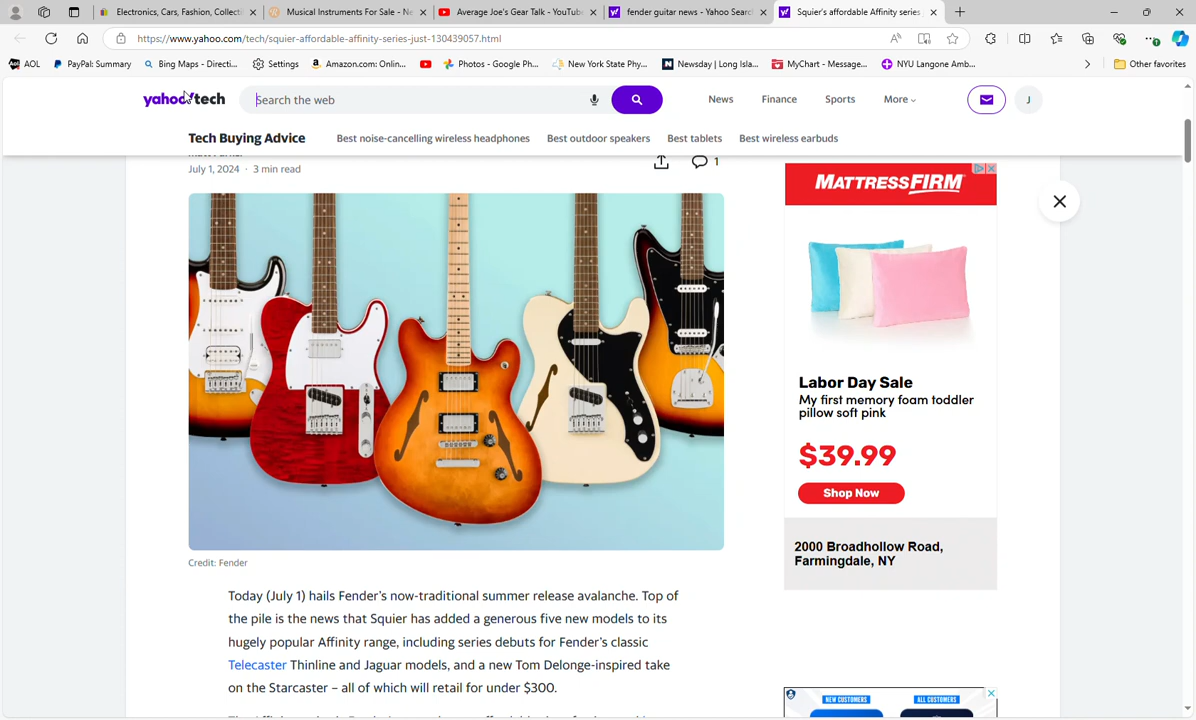 Electronics, Cars, Fashion, Collecti
Musical Instruments For Sale - Ne
Average Joe's Gear Talk - YouTube
fender guitar news - Yahoo Search
Squier's affordable Affinity series
https://www.yahoo.com/tech/squier-affordable-affinity-series-just-130439057.html
AOL
PayPal: Summary
Bing Maps - Directi...
Settings
Amazon.com: Onlin...
Photos - Google Ph...
New York State Phy...
Newsday | Long Isla...
MyChart - Message...
NYU Langone Amb...
Other favorites
yahoo/tech
Search the web
News
Finance
Sports
More
J
Tech Buying Advice
Best noise-cancelling wireless headphones
Best outdoor speakers
Best tablets
Best wireless earbuds
July 1, 2024 · 3 min read
1
MATTRESSFIRM
Labor Day Sale
My first memory foam toddler
pillow soft pink
$39.99
Shop Now
2000 Broadhollow Road,
Farmingdale, NY
Credit: Fender
Today (July 1) hails Fender's now-traditional summer release avalanche. Top of
the pile is the news that Squier has added a generous five new models to its
hugely popular Affinity range, including series debuts for Fender's classic
Telecaster Thinline and Jaguar models, and a new Tom Delonge-inspired take
on the Starcaster – all of which will retail for under $300.
NEW CUSTOMERS
ALL CUSTOMERS